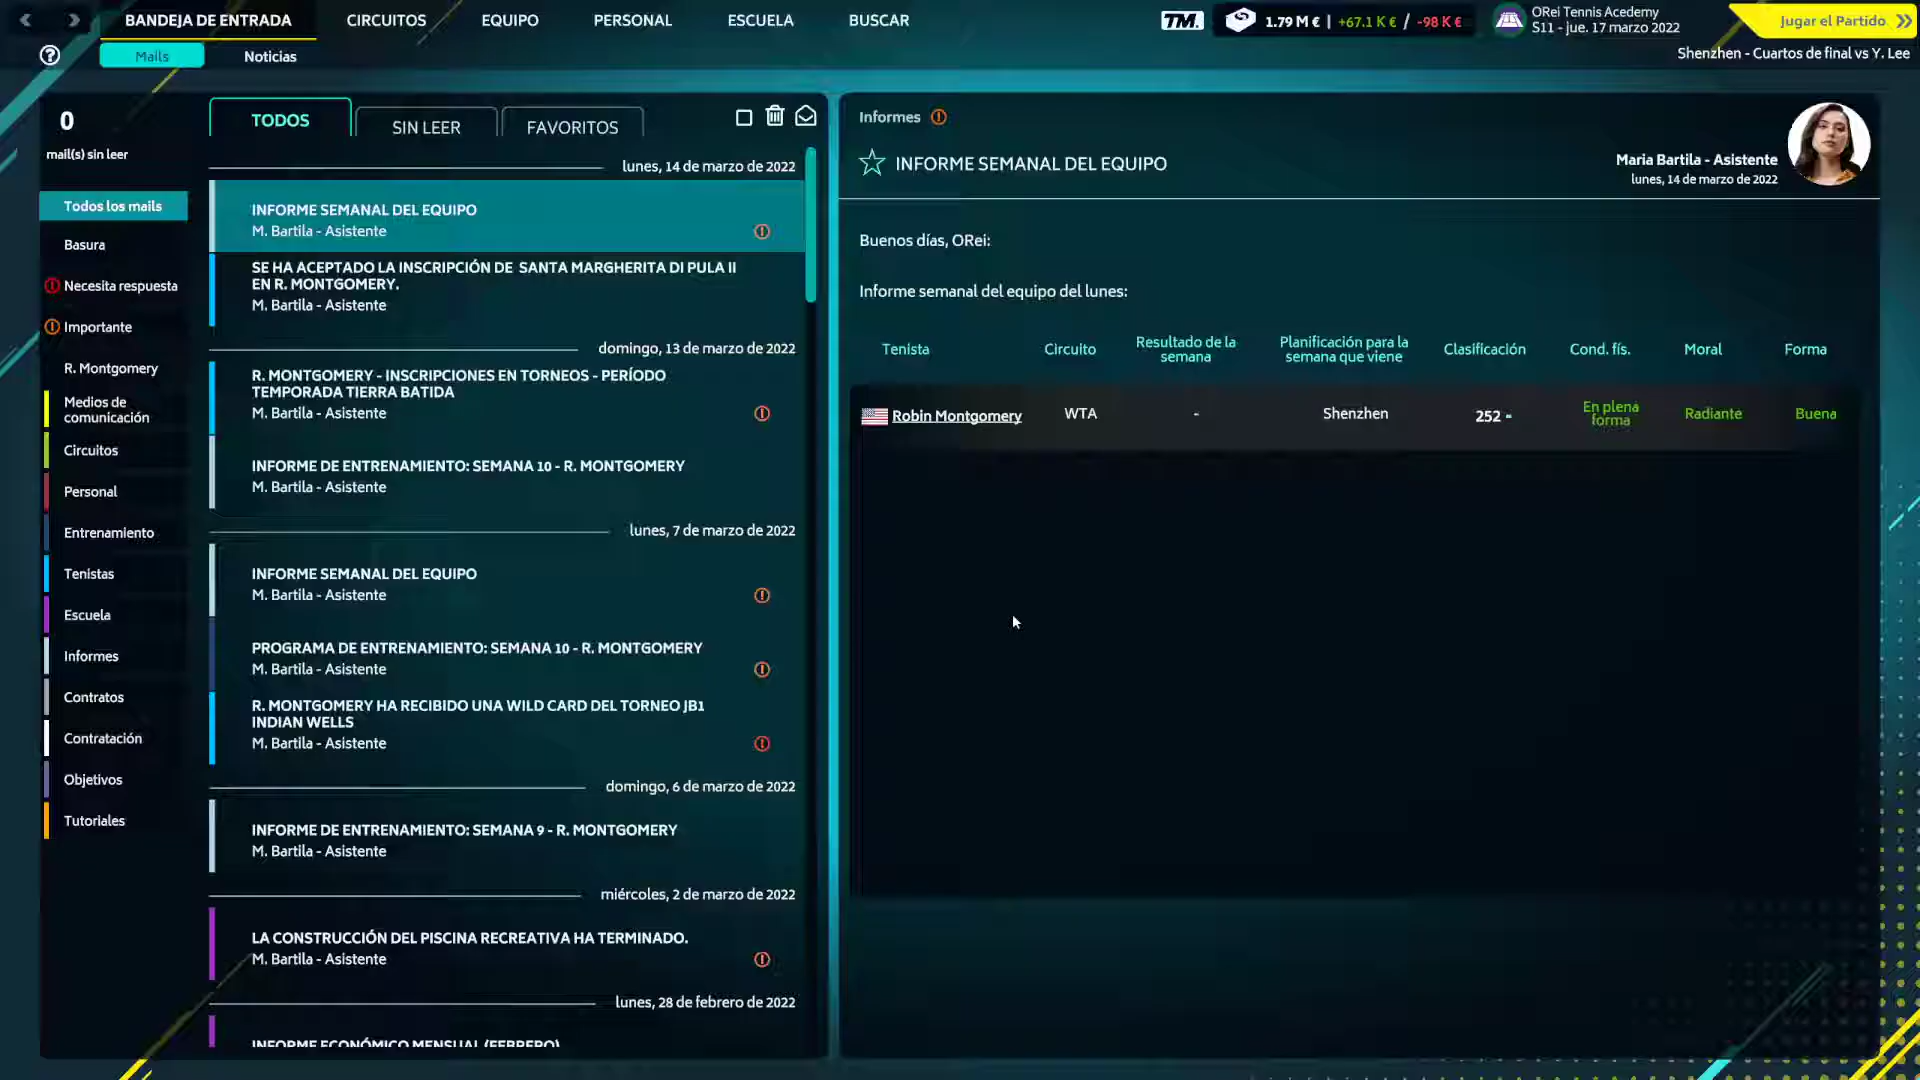 BANDEJA DE ENTRADA
CIRCUITOS
EQUIPO
PERSONAL
ESCUELA
BUSCAR
TM.
1.79 M € | +67.1 K € / -98 K €
ORei Tennis Acedemy
S11 - jue. 17 marzo 2022
Jugar el Partido
Shenzhen - Cuartos de final vs Y. Lee
Mails
Noticias
0
mail(s) sin leer
Todos los mails
Basura
Necesita respuesta
Importante
R. Montgomery
Medios de
comunicación
Circuitos
Personal
Entrenamiento
Tenistas
Escuela
Informes
Contratos
Contratación
Objetivos
Tutoriales
TODOS
SIN LEER
FAVORITOS
lunes, 14 de marzo de 2022
INFORME SEMANAL DEL EQUIPO
M. Bartila - Asistente
SE HA ACEPTADO LA INSCRIPCIÓN DE SANTA MARGHERITA DI PULA II
EN R. MONTGOMERY.
M. Bartila - Asistente
domingo, 13 de marzo de 2022
R. MONTGOMERY - INSCRIPCIONES EN TORNEOS - PERÍODO
TEMPORADA TIERRA BATIDA
M. Bartila - Asistente
INFORME DE ENTRENAMIENTO: SEMANA 10 - R. MONTGOMERY
M. Bartila - Asistente
lunes, 7 de marzo de 2022
INFORME SEMANAL DEL EQUIPO
M. Bartila - Asistente
PROGRAMA DE ENTRENAMIENTO: SEMANA 10 - R. MONTGOMERY
M. Bartila - Asistente
R. MONTGOMERY HA RECIBIDO UNA WILD CARD DEL TORNEO JB1
INDIAN WELLS
M. Bartila - Asistente
domingo, 6 de marzo de 2022
INFORME DE ENTRENAMIENTO: SEMANA 9 - R. MONTGOMERY
M. Bartila - Asistente
miércoles, 2 de marzo de 2022
LA CONSTRUCCIÓN DEL PISCINA RECREATIVA HA TERMINADO.
M. Bartila - Asistente
lunes, 28 de febrero de 2022
INFORME ECONÓMICO MENSUAL (FEBRERO)
Informes
INFORME SEMANAL DEL EQUIPO
Maria Bartila - Asistente
lunes, 14 de marzo de 2022
Buenos días, ORei:
Informe semanal del equipo del lunes:
Tenista
Circuito
Resultado de la
semana
Planificación para la
semana que viene
Clasificación
Cond. fís.
Moral
Forma
Robin Montgomery
WTA
-
Shenzhen
252 -
En plena
forma
Radiante
Buena